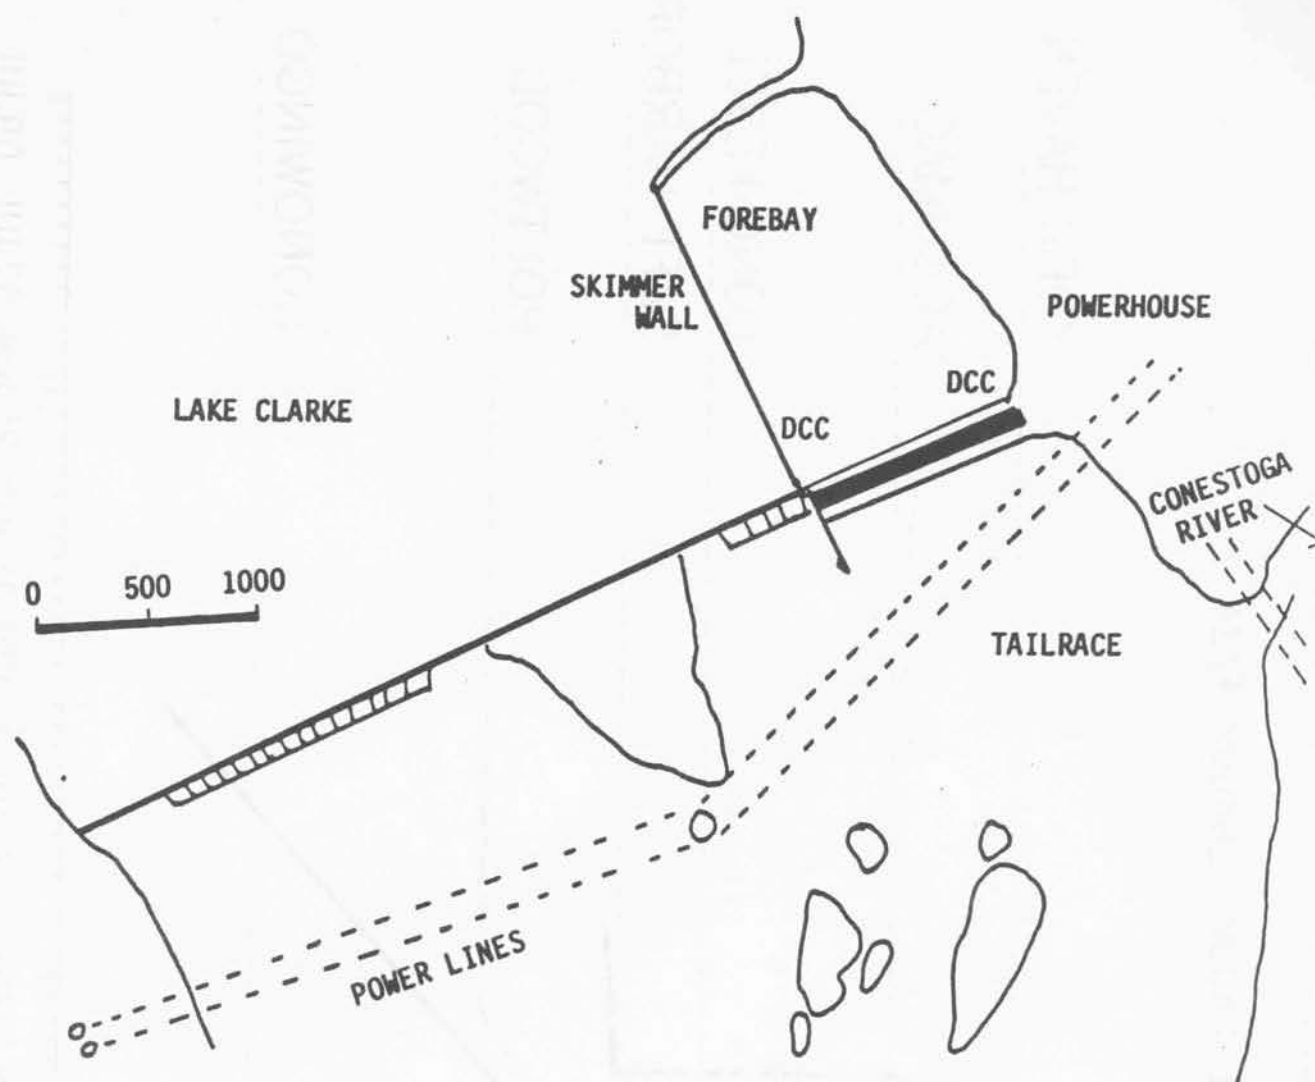 FOREBAY
SKIMMER
WALL
POWERHOUSE
LAKE CLARKE
DCC
DCC
CONESTOGA
RIVER
0 500 1000
TAILRACE
POWER LINES